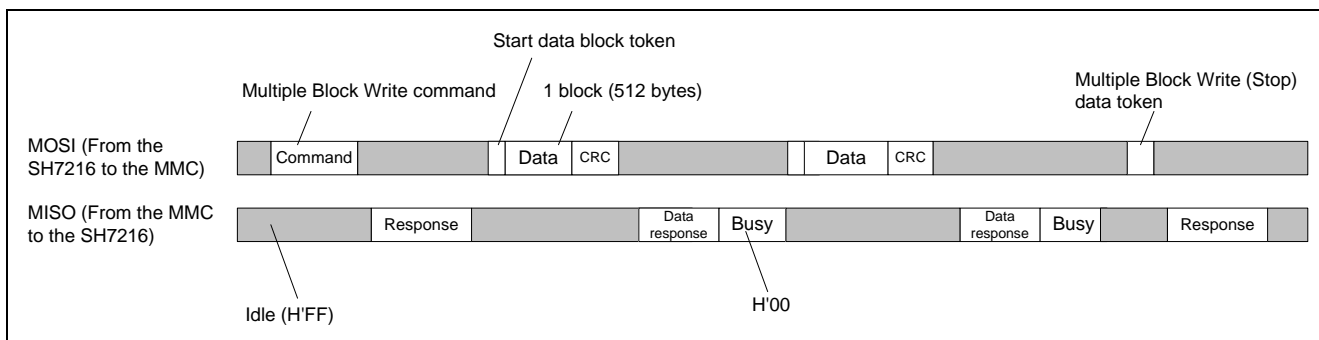 Start data block token
Multiple Block Write command
1 block (512 bytes)
Multiple Block Write (Stop)
data token
MOSI (From the
SH7216 to the MMC)
Command
Data
CRC
Data
CRC
MISO (From the MMC
to the SH7216)
Response
Data
response
Busy
Data
response
Busy
Response
Idle (H'FF)
H'00